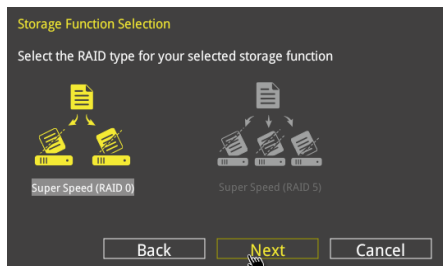 Storage Function Selection
Select the RAID type for your selected storage function
Super Speed (RAID 0)
Super Speed (RAID 5)
Back
Next
Cancel